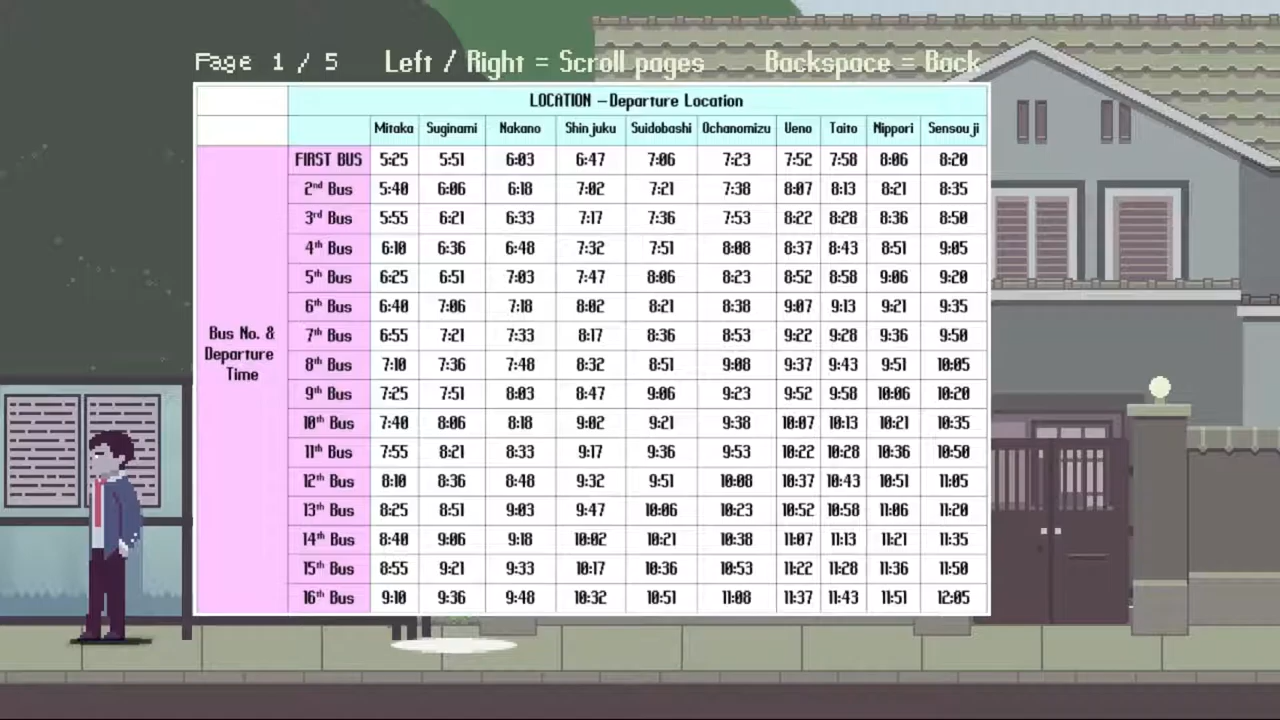 Page 1 / 5 Left / Right = Scroll pages Backspace = Back
LOCATION - Departure Location
Mitaka Suginami Nakano Shinjuku Suidobashi Ochanomizu Ueno Taito Nippori Sensouji
Bus No. & Departure Time
FIRST BUS 5:25 5:51 6:03 6:47 7:06 7:23 7:52 7:58 8:06 8:20
2nd Bus 5:40 6:06 6:18 7:02 7:21 7:38 8:07 8:13 8:21 8:35
3rd Bus 5:55 6:21 6:33 7:17 7:36 7:53 8:22 8:28 8:36 8:50
4th Bus 6:10 6:36 6:48 7:32 7:51 8:08 8:37 8:43 8:51 9:05
5th Bus 6:25 6:51 7:03 7:47 8:06 8:23 8:52 8:58 9:06 9:20
6th Bus 6:40 7:06 7:18 8:02 8:21 8:38 9:07 9:13 9:21 9:35
7th Bus 6:55 7:21 7:33 8:17 8:36 8:53 9:22 9:28 9:36 9:50
8th Bus 7:10 7:36 7:48 8:32 8:51 9:08 9:37 9:43 9:51 10:05
9th Bus 7:25 7:51 8:03 8:47 9:06 9:23 9:52 9:58 10:06 10:20
10th Bus 7:40 8:06 8:18 9:02 9:21 9:38 10:07 10:13 10:21 10:35
11th Bus 7:55 8:21 8:33 9:17 9:36 9:53 10:22 10:28 10:36 10:50
12th Bus 8:10 8:36 8:48 9:32 9:51 10:08 10:37 10:43 10:51 11:05
13th Bus 8:25 8:51 9:03 9:47 10:06 10:23 10:52 10:58 11:06 11:20
14th Bus 8:40 9:06 9:18 10:02 10:21 10:38 11:07 11:13 11:21 11:35
15th Bus 8:55 9:21 9:33 10:17 10:36 10:53 11:22 11:28 11:36 11:50
16th Bus 9:10 9:36 9:48 10:32 10:51 11:08 11:37 11:43 11:51 12:05